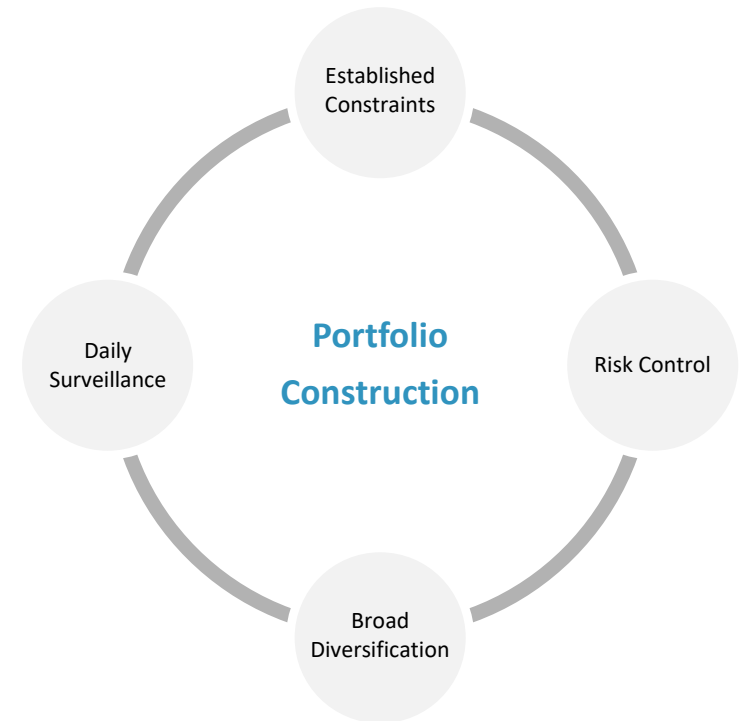 Established
Constraints
Daily
Surveillance
Portfolio
Construction
Risk Control
Broad
Diversification